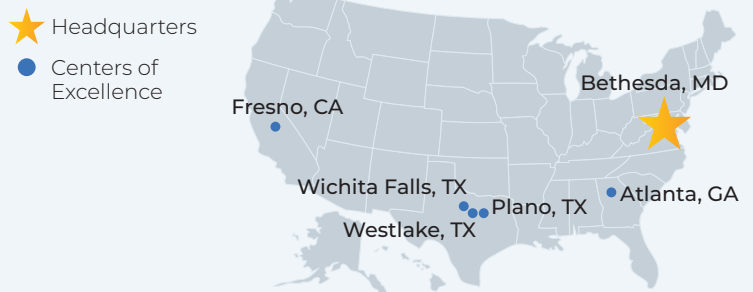 Headquarters
Centers of
Excellence
Bethesda, MD
Fresno, CA
Wichita Falls, TX
Atlanta, GA
Plano, TX
Westlake, TX